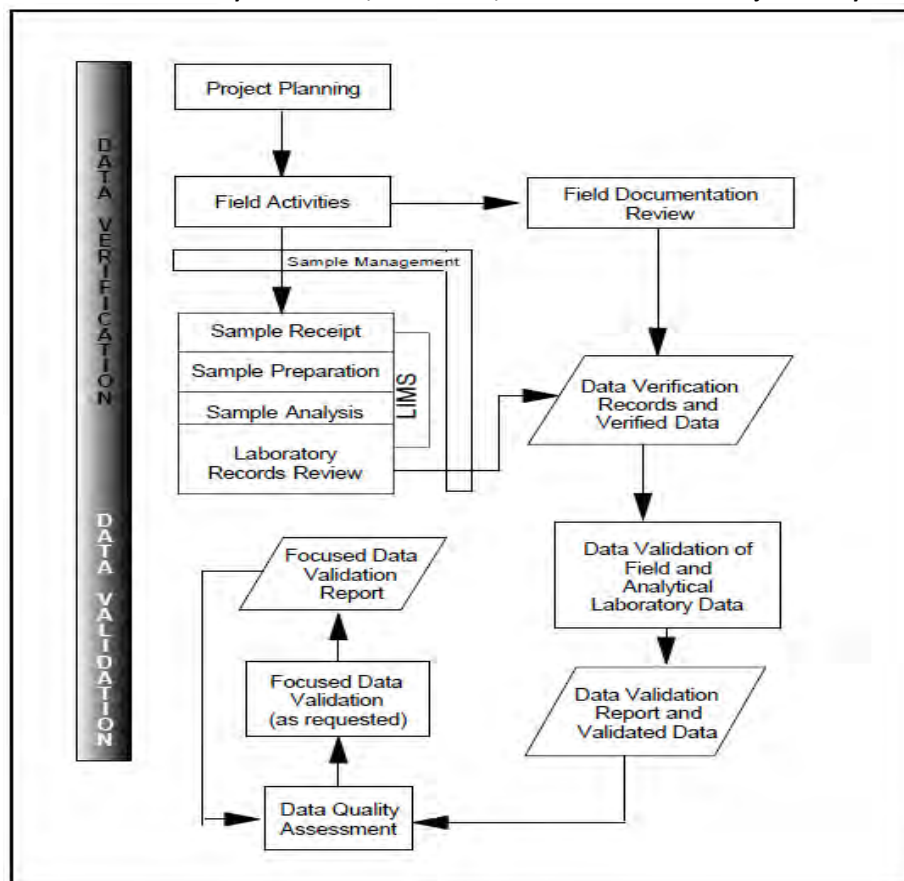 Project Planning
DATA VERIFICATION
Field Activities
Field Documentation
Review
Sample Management
Sample Receipt
Sample Preparation
Sample Analysis
Laboratory
Records Review
LIMS
Data Verification
Records and
Verified Data
DATA VALIDATION
Focused Data
Validation
Report
Data Validation of
Field and
Analytical
Laboratory Data
Focused Data
Validation
(as requested)
Data Validation
Report and
Validated Data
Data Quality
Assessment